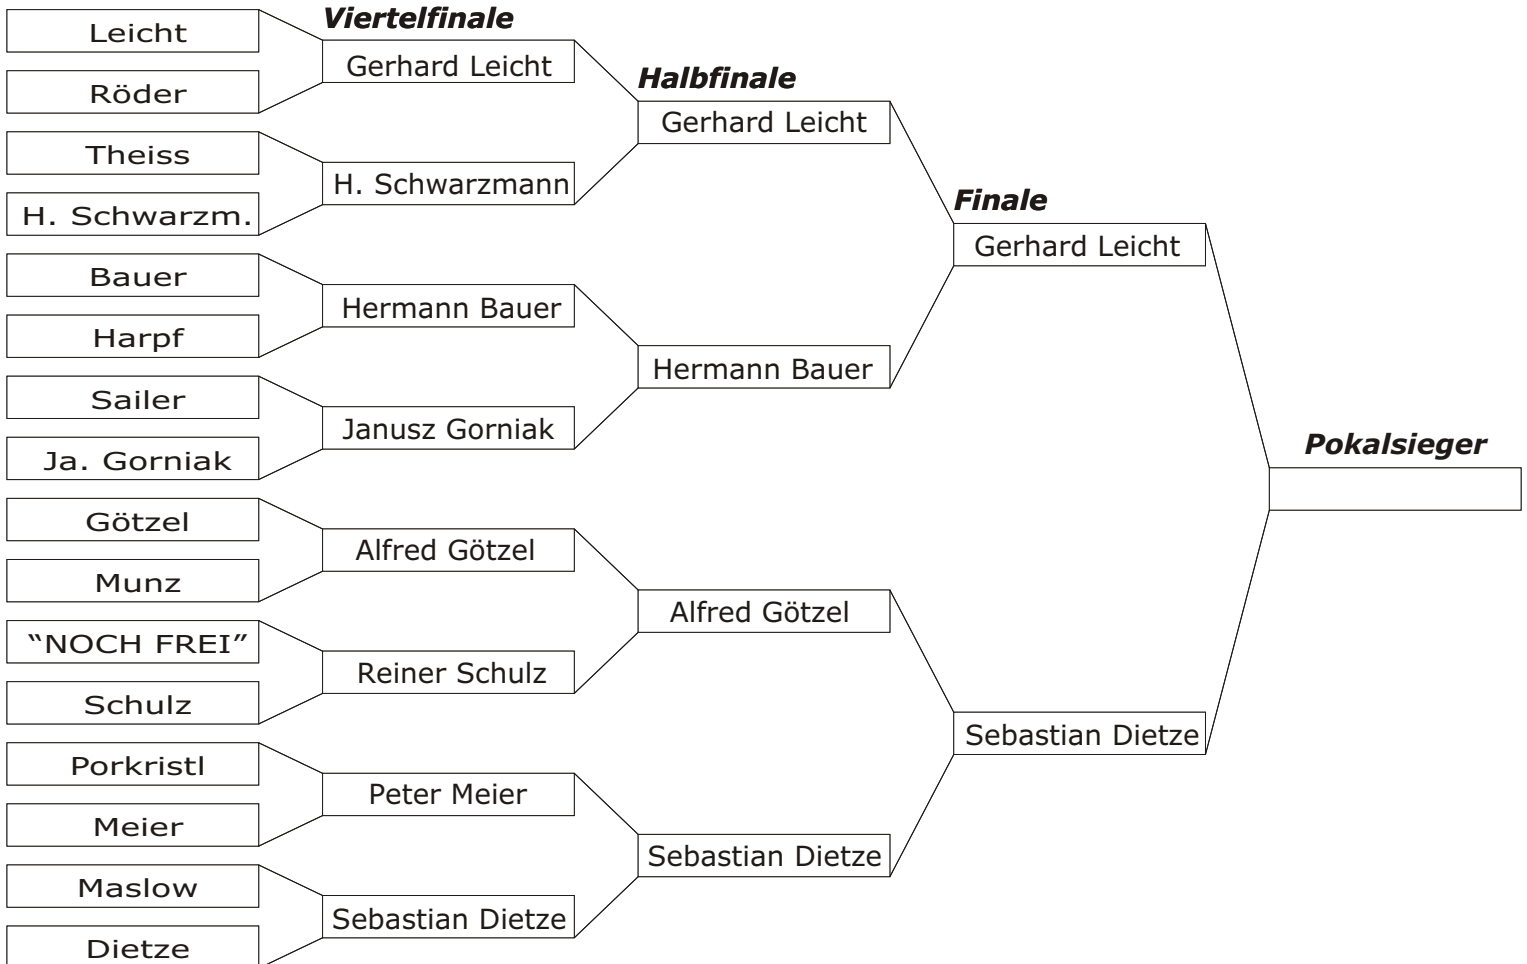 Leicht
Röder
Theiss
H. Schwarzm.
Bauer
Harpf
Sailer
Ja. Gorniak
Götzel
Munz
“NOCH FREI”
Schulz
Porkristl
Meier
Maslow
Dietze
Viertelfinale
Gerhard Leicht
H. Schwarzmann
Hermann Bauer
Janusz Gorniak
Alfred Götzel
Reiner Schulz
Peter Meier
Sebastian Dietze
Halbfinale
Gerhard Leicht
Hermann Bauer
Alfred Götzel
Sebastian Dietze
Finale
Gerhard Leicht
Sebastian Dietze
Pokalsieger